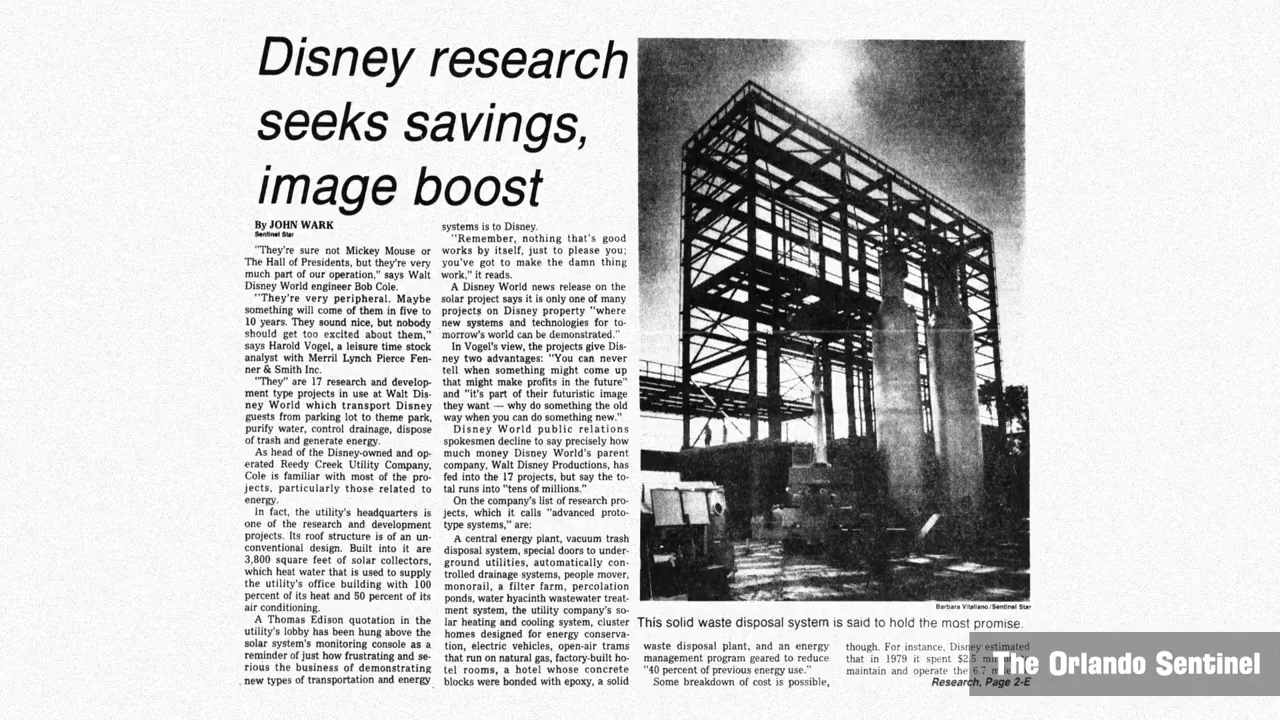 Disney research
seeks savings,
image boost
By JOHN WARK
Sentinel Star
"They're sure not Mickey Mouse or
The Hall of Presidents, but they're very
much part of our operation," says Walt
Disney World engineer Bob Cole.
"They're very peripheral. Maybe
something will come of them in five to
10 years. They sound nice, but nobody
should get too excited about them,"
says Harold Vogel, a leisure time stock
analyst with Merril Lynch Pierce Fen-
ner & Smith Inc.
"They" are 17 research and develop-
ment type projects in use at Walt Dis-
ney World which transport Disney
guests from parking lot to theme park,
purify water, control drainage, dispose
of trash and generate energy.
As head of the Disney-owned and op-
erated Reedy Creek Utility Company,
Cole is familiar with most of the pro-
jects, particularly those related to
energy.
In fact, the utility's headquarters is
one of the research and development
projects. Its roof structure is of an un-
conventional design. Built into it are
3,800 square feet of solar collectors,
which heat water that is used to supply
the utility's office building with 100
percent of its heat and 50 percent of its
air conditioning.
A Thomas Edison quotation in the
utility's lobby has been hung above the
solar system's monitoring console as a
reminder of just how frustrating and se-
rious the business of demonstrating
new types of transportation and energy
systems is to Disney.
"Remember, nothing that's good
works by itself, just to please you;
you've got to make the damn thing
work," it reads.
A Disney World news release on the
solar project says it is only one of many
projects on Disney property "where
new systems and technologies for to-
morrow's world can be demonstrated."
In Vogel's view, the projects give Dis-
ney two advantages: "You can never
tell when something might come up
that might make profits in the future"
and "it's part of their futuristic image
they want — why do something the old
way when you can do something new."
Disney World public relations
spokesmen decline to say precisely how
much money Disney World's parent
company, Walt Disney Productions, has
fed into the 17 projects, but say the to-
tal runs into "tens of millions."
On the company's list of research pro-
jects, which it calls "advanced proto-
type systems," are:
A central energy plant, vacuum trash
disposal system, special doors to under-
ground utilities, automatically con-
trolled drainage systems, people mover,
monorail, a filter farm, percolation
ponds, water hyacinth wastewater treat-
ment system, the utility company's so-
lar heating and cooling system, cluster
homes designed for energy conserva-
tion, electric vehicles, open-air trams
that run on natural gas, factory-built ho-
tel rooms, a hotel whose concrete
blocks were bonded with epoxy, a solid
Barbara Vitaliano/Sentinel Star
This solid waste disposal system is said to hold the most promise.
waste disposal plant, and an energy
management program geared to reduce
"40 percent of previous energy use."
Some breakdown of cost is possible,
though. For instance, Disney estimated
that in 1979 it spent $2.5
maintain and operate the 6.7
Research, Page 2-E
The Orlando Sentinel